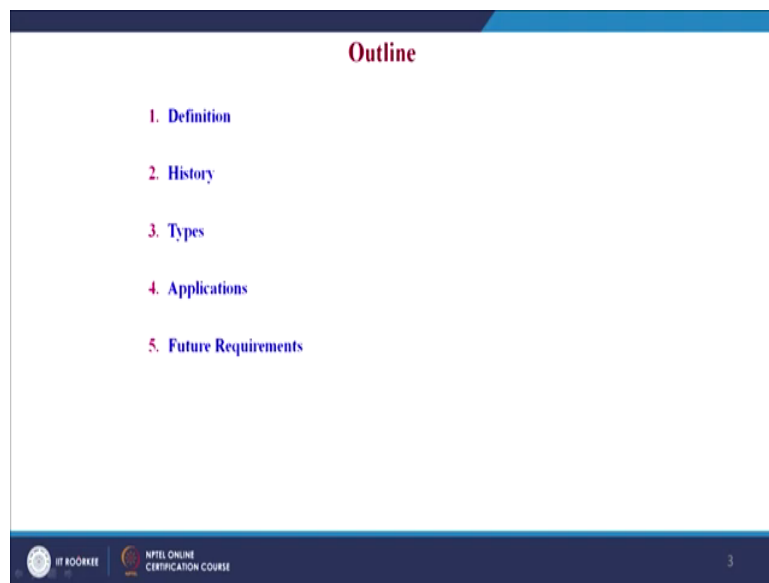 Outline
1. Definition
2. History
3. Types
4. Applications
5. Future Requirements
IIT ROORKEE
NPTEL ONLINE
CERTIFICATION COURSE
3